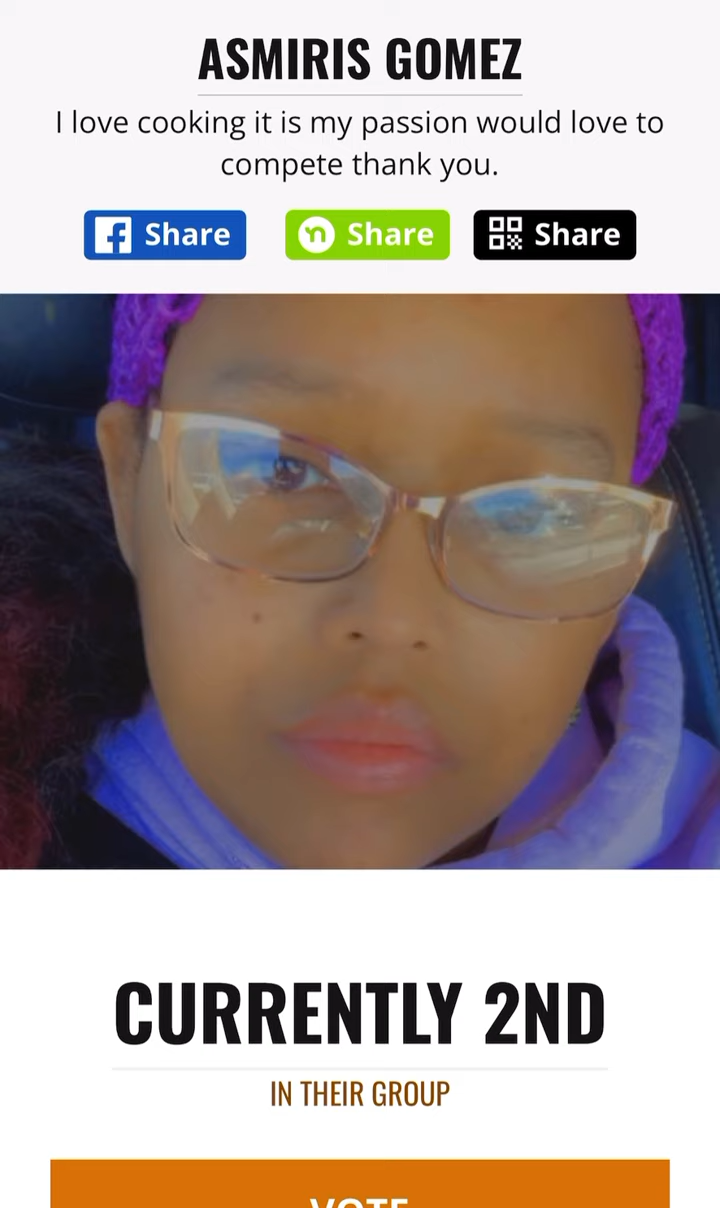 ASMIRIS GOMEZ
I love cooking it is my passion would love to
compete thank you.
Share Share Share
CURRENTLY 2ND
IN THEIR GROUP
VOTE